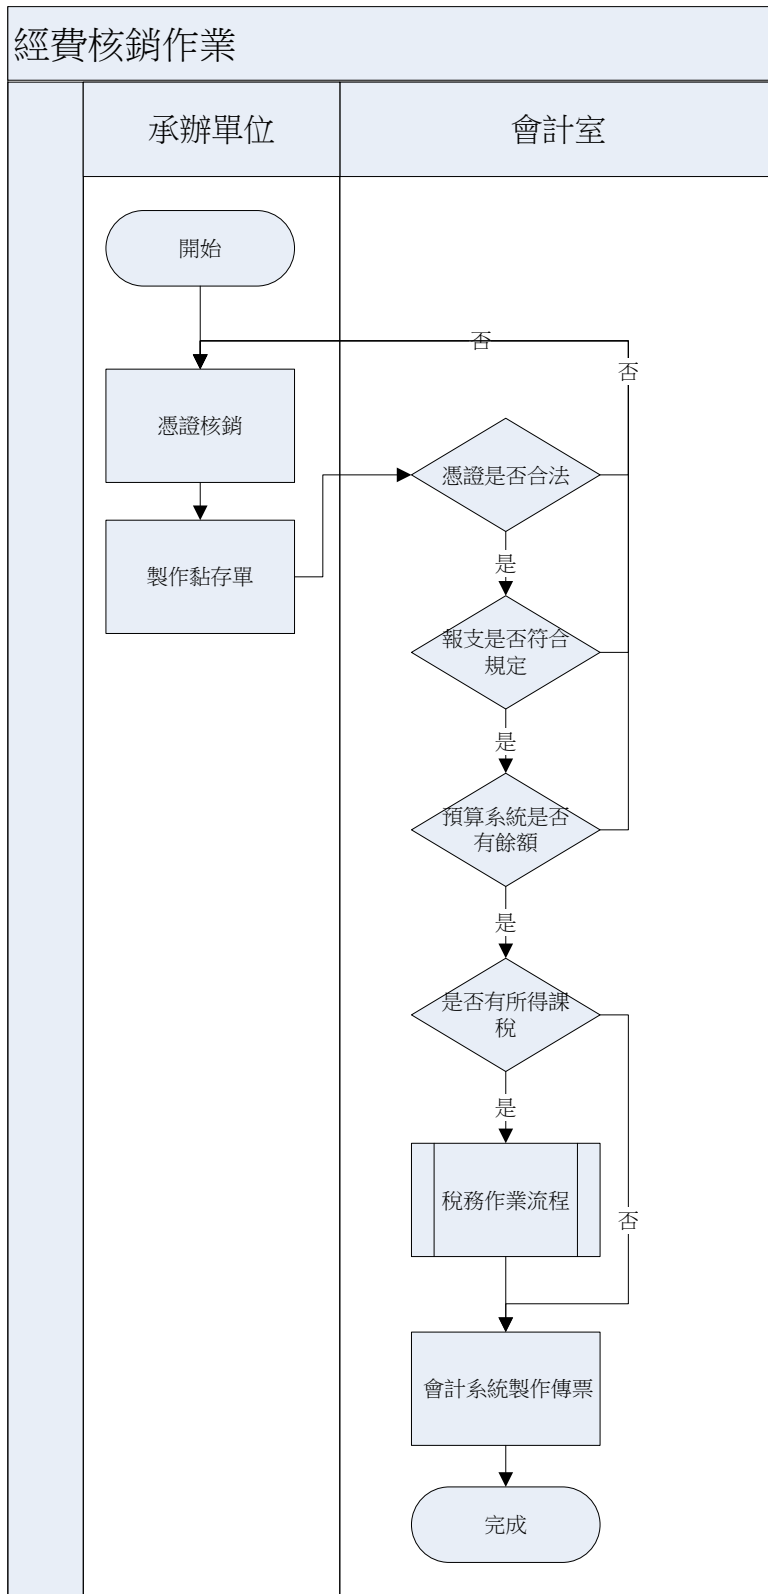 經費核銷作業
承辦單位
會計室
開始
否
否
憑證核銷
憑證是否合法
製作黏存單
是
報支是否符合
規定
是
預算系統是否
有餘額
是
是否有所得課
稅
是
稅務作業流程
否
會計系統製作傳票
完成